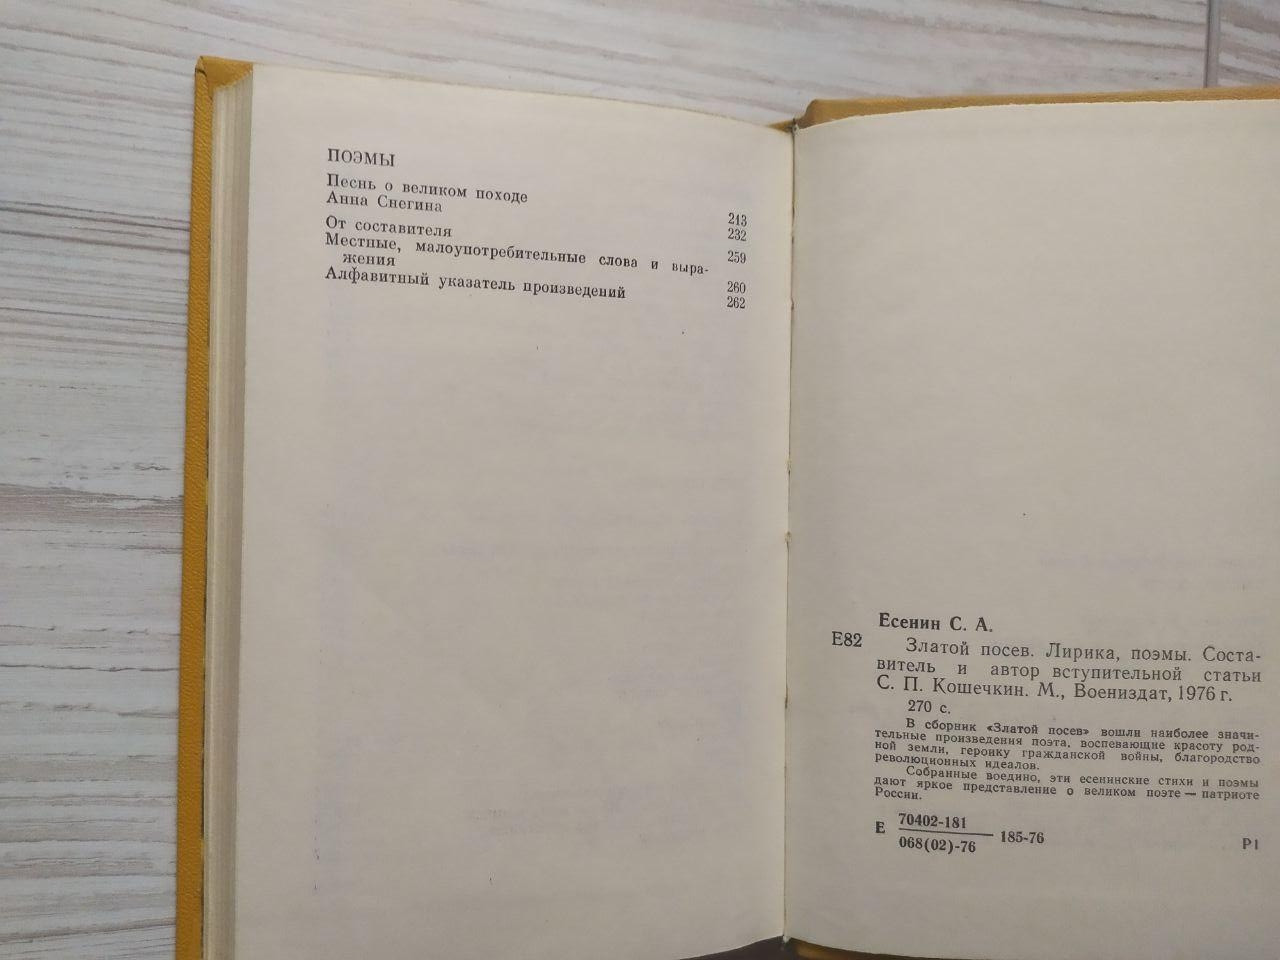 ПОЭМЫ
Песнь о великом походе 213
Анна Снегина 232
От составителя 259
Местные, малоупотребительные слова и выра-
жения 260
Алфавитный указатель произведений 262
Есенин С. А.
Е82 Златой посев. Лирика, поэмы. Соста-
витель и автор вступительной статьи
С. П. Кошечкин. М., Воениздат, 1976 г.
270 с.
В сборник «Златой посев» вошли наиболее значи-
тельные произведения поэта, воспевающие красоту род-
ной земли, героику гражданской войны, благородство
революционных идеалов.
Собранные воедино, эти есенинские стихи и поэмы
дают яркое представление о великом поэте — патриоте
России.
70402-181
Е 185-76
068(02)-76
Р1